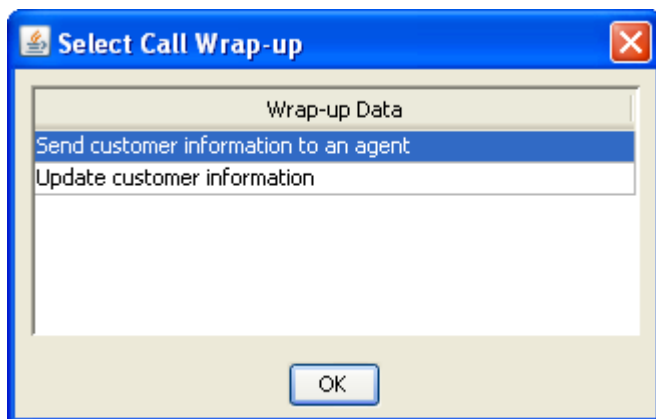 Select Call Wrap-up
Wrap-up Data
Send customer information to an agent
Update customer information
OK